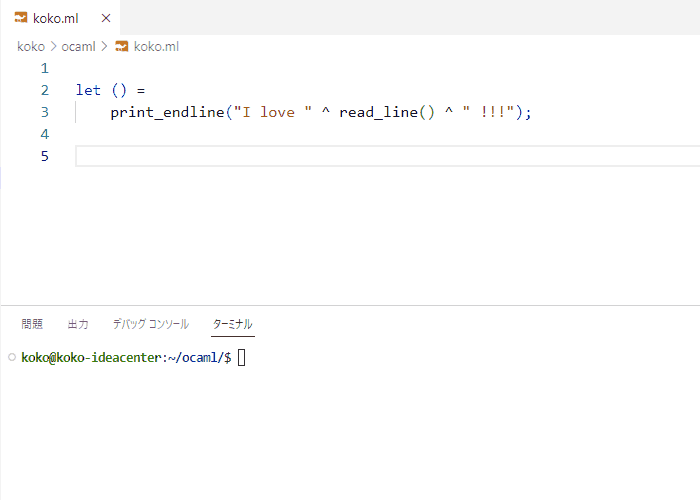 koko.ml
koko > ocaml > koko.ml
1
2 let () =
3 print_endline("I love " ^ read_line() ^ " !!!");
4
5
問題 出力 デバッグ コンソール ターミナル
koko@koko-ideacenter:~/ocaml/$